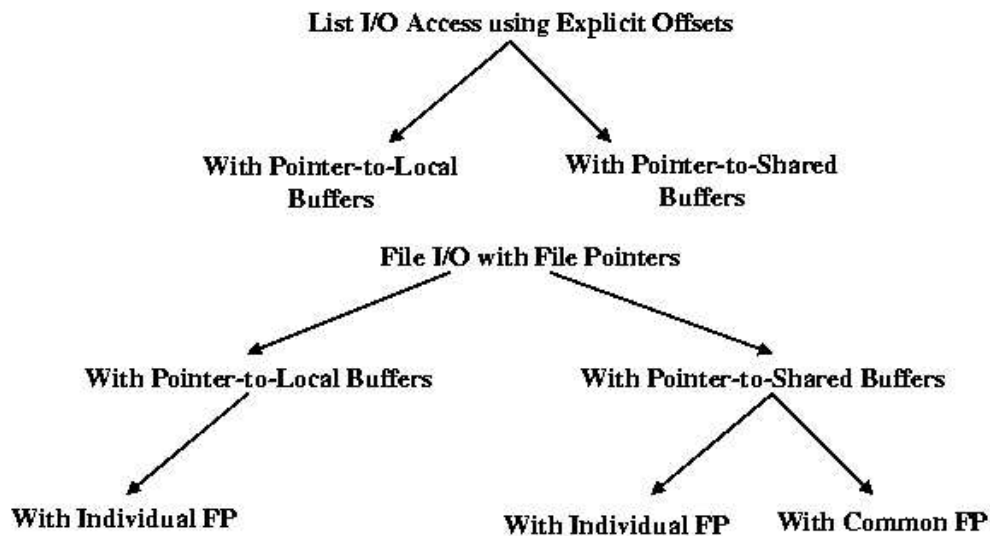 List I/O Access using Explicit Offsets
With Pointer-to-Local
Buffers
With Pointer-to-Shared
Buffers
File I/O with File Pointers
With Pointer-to-Local Buffers
With Pointer-to-Shared Buffers
With Individual FP
With Individual FP
With Common FP